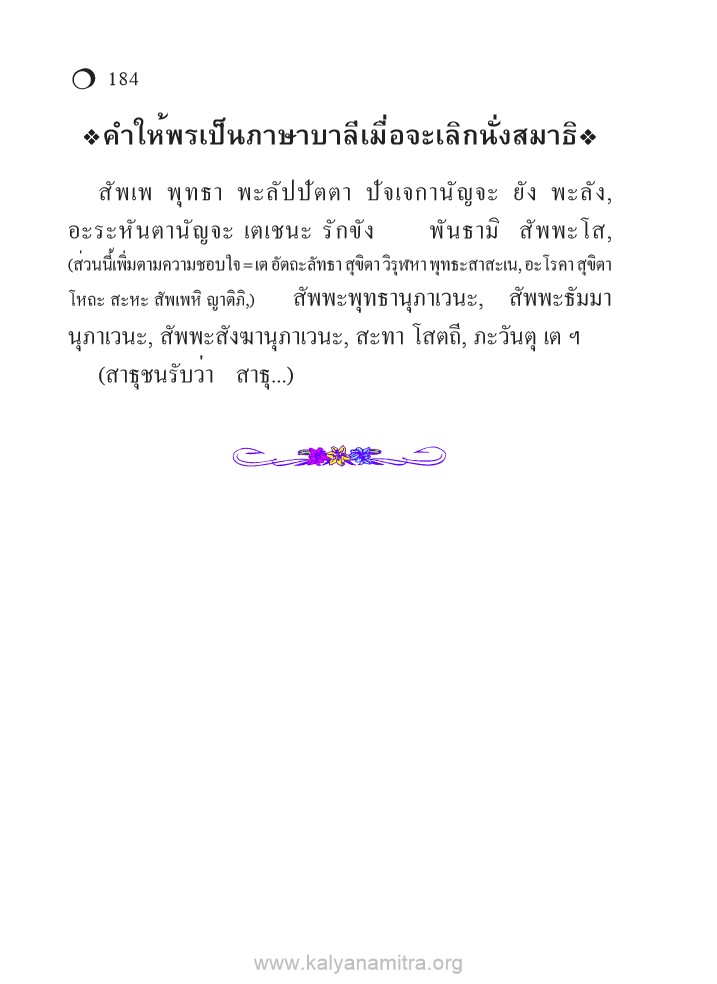 184
❖คำให้พรเป็นภาษาบาลีเมื่อจะเลิกนั่งสมาธิ❖
สัพเพ พุทธา พะลัปปัตตา ปัจเจกานัญจะ ยัง พะลัง,
อะระหันตานัญจะ เตเชนะ รักขัง พันธามิ สัพพะโส,
(ส่วนนี้เพิ่มตามความชอบใจ = เต อัตถะลัทธา สุขิตา วิรุฬหา พุทธะสาสะเน, อะโรคา สุขิตา
โหถะ สะหะ สัพเพหิ ญาติภิ,) สัพพะพุทธานุภาเวนะ, สัพพะธัมมา
นุภาเวนะ, สัพพะสังฆานุภาเวนะ, สะทา โสตถี, ภะวันตุ เต ฯ
(สาธุชนรับว่า สาธุ...)
www.kalyanamitra.org